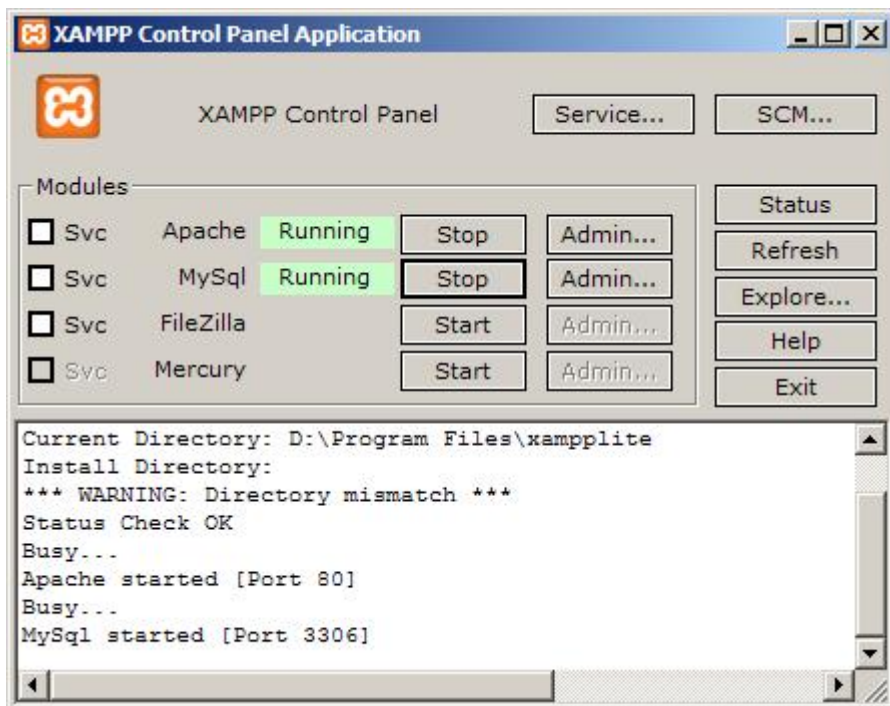 XAMPP Control Panel Application
XAMPP Control Panel
Service...
SCM...
Modules
Svc Apache Running Stop Admin...
Svc MySql Running Stop Admin...
Svc FileZilla Start Admin...
Svc Mercury Start Admin...
Status
Refresh
Explore...
Help
Exit
Current Directory: D:\Program Files\xampplite
Install Directory:
*** WARNING: Directory mismatch ***
Status Check OK
Busy...
Apache started [Port 80]
Busy...
MySql started [Port 3306]